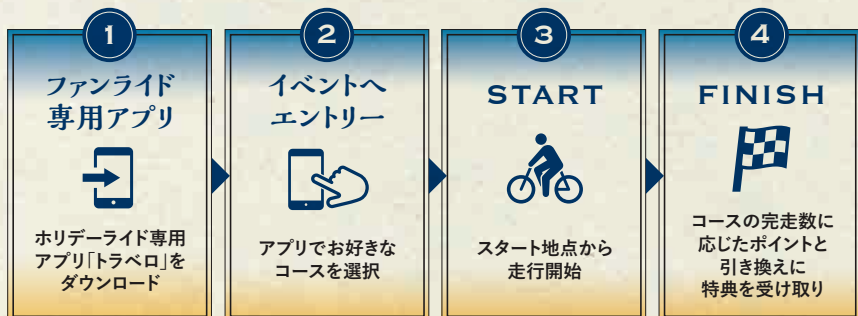 1
ファンライド
専用アプリ
ホリデーライド専用
アプリ「トラベロ」を
ダウンロード
2
イベントへ
エントリー
アプリでお好きな
コースを選択
3
START
スタート地点から
走行開始
4
FINISH
コースの完走数に
応じたポイントと
引き換えに
特典を受け取り